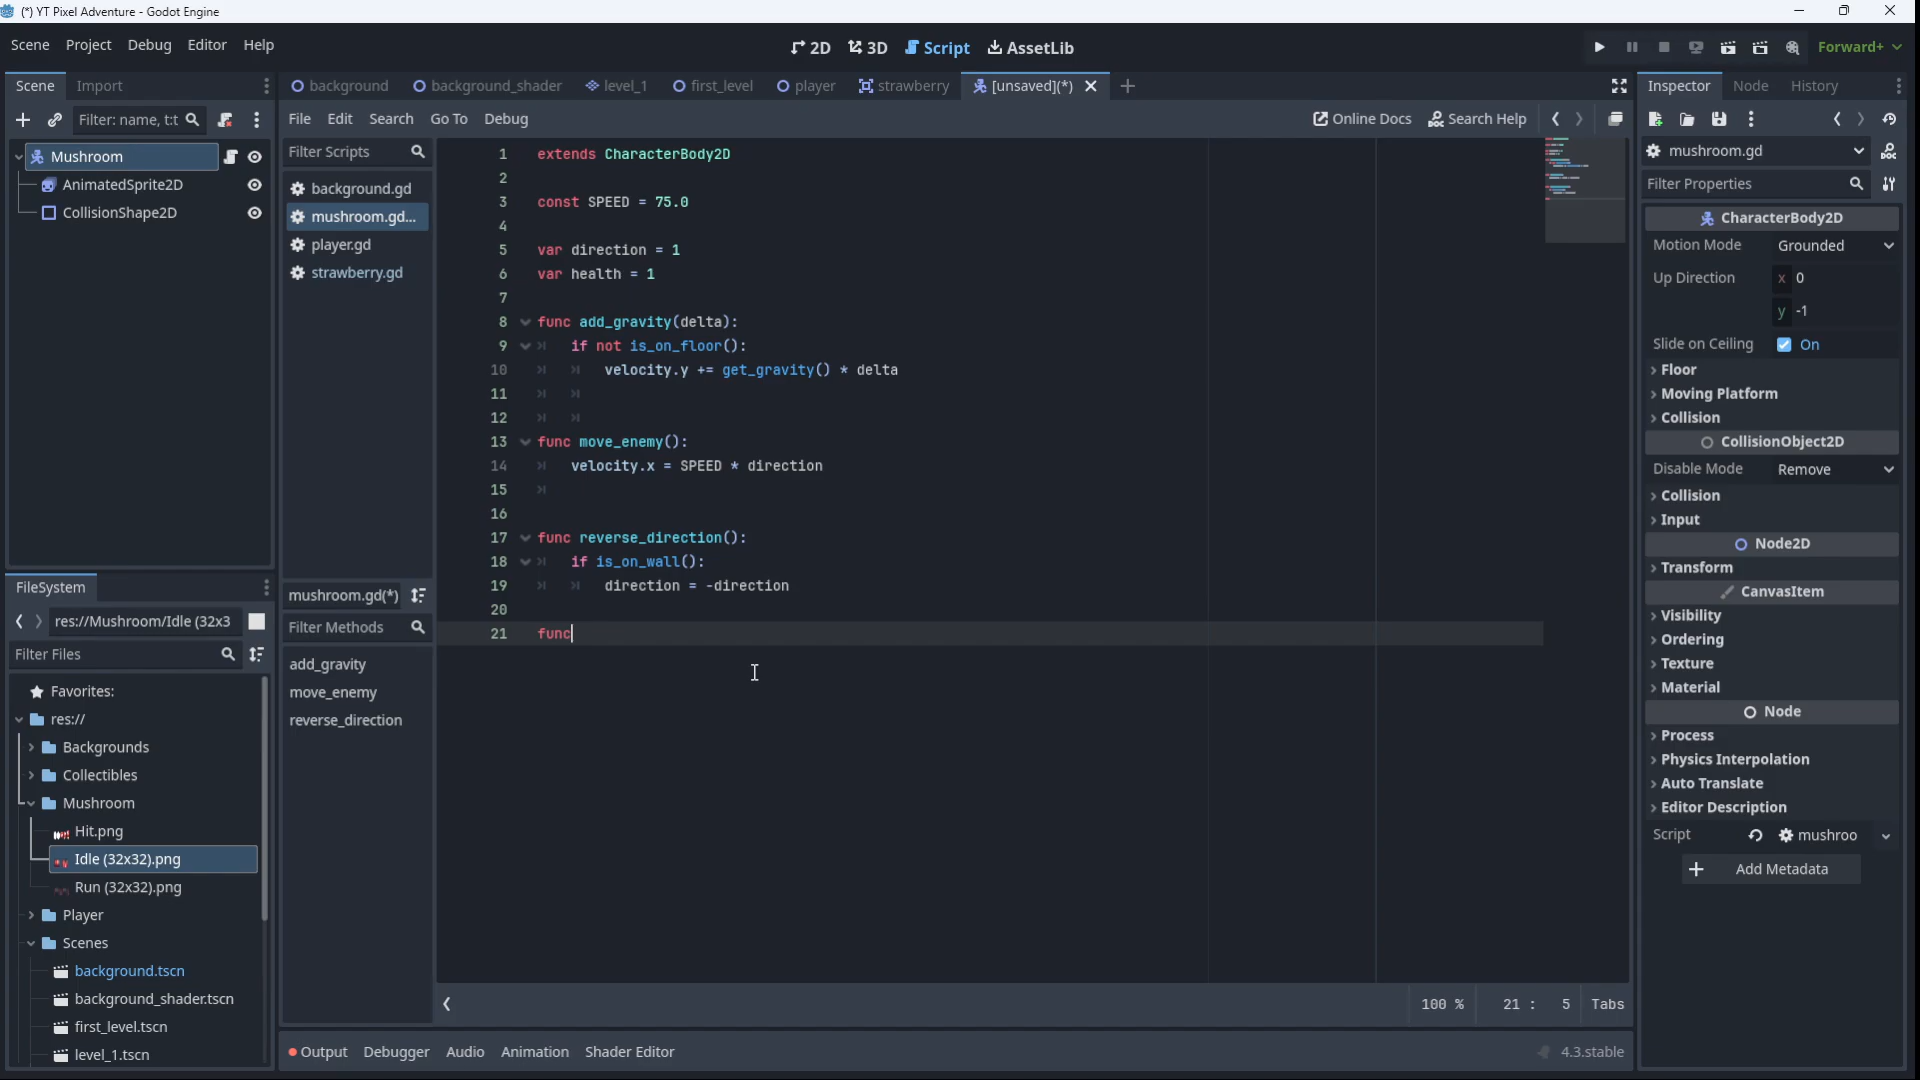 (*) YT Pixel Adventure - Godot Engine
Scene Project Debug Editor Help
2D 3D Script AssetLib
Forward+
Scene Import
background background_shader level_1 first_level player strawberry [unsaved](*)
Inspector Node History
Filter: name, t:t
File Edit Search Go To Debug
Online Docs Search Help
Mushroom
AnimatedSprite2D
CollisionShape2D
Filter Scripts
background.gd
mushroom.gd...
player.gd
strawberry.gd
mushroom.gd(*)
Filter Methods
add_gravity
move_enemy
reverse_direction
1 extends CharacterBody2D
2
3 const SPEED = 75.0
4
5 var direction = 1
6 var health = 1
7
8 func add_gravity(delta):
9 if not is_on_floor():
10 velocity.y += get_gravity() * delta
11
12
13 func move_enemy():
14 velocity.x = SPEED * direction
15
16
17 func reverse_direction():
18 if is_on_wall():
19 direction = -direction
20
21 func
100 % 21 : 5 Tabs
Output Debugger Audio Animation Shader Editor
4.3.stable
FileSystem
res://Mushroom/Idle (32x3
Filter Files
Favorites:
res://
Backgrounds
Collectibles
Mushroom
Hit.png
Idle (32x32).png
Run (32x32).png
Player
Scenes
background.tscn
background_shader.tscn
first_level.tscn
level_1.tscn
mushroom.gd
Filter Properties
CharacterBody2D
Motion Mode Grounded
Up Direction x 0
y -1
Slide on Ceiling On
Floor
Moving Platform
Collision
CollisionObject2D
Disable Mode Remove
Collision
Input
Node2D
Transform
CanvasItem
Visibility
Ordering
Texture
Material
Node
Process
Physics Interpolation
Auto Translate
Editor Description
Script mushroo
Add Metadata